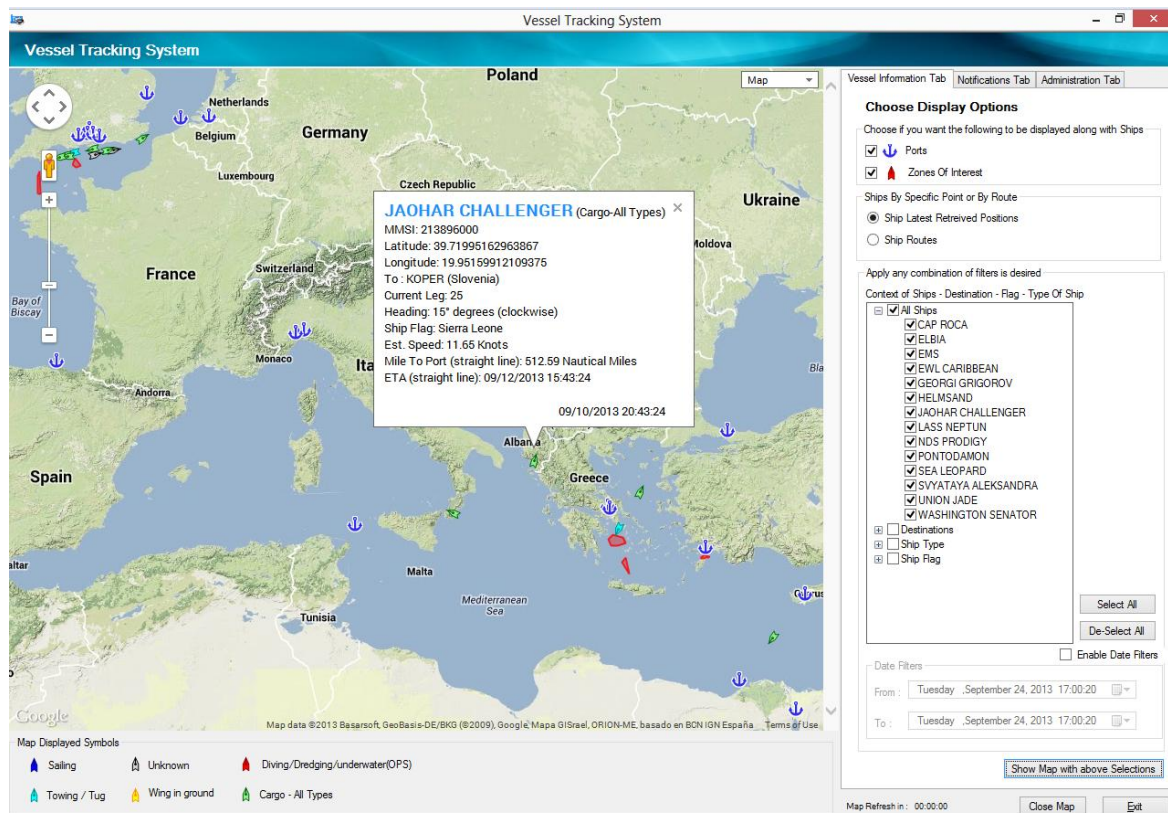 Vessel Tracking System
Vessel Tracking System
Map
Poland
Netherlands
Belgium
Germany
Luxembourg
Czech Republic
Ukraine
Moldova
France
Switzerland
Bay of
Biscay
Monaco
Ita
Bla
Andorra
Spain
Albania
Greece
altar
Malta
Mediterranean
Sea
Tunisia
Cyprus
JAOHAR CHALLENGER (Cargo-All Types)
MMSI: 213896000
Latitude: 39.71995162963867
Longitude: 19.95159912109375
To : KOPER (Slovenia)
Current Leg: 25
Heading: 15° degrees (clockwise)
Ship Flag: Sierra Leone
Est. Speed: 11.65 Knots
Mile To Port (straight line): 512.59 Nautical Miles
ETA (straight line): 09/12/2013 15:43:24
09/10/2013 20:43:24
Google
Map data ©2013 Basarsoft, GeoBasis-DE/BKG (©2009), Google, Mapa GISrael, ORION-ME, basado en BCN IGN España Terms of Use
Map Displayed Symbols
Sailing
Unknown
Diving/Dredging/underwater(OPS)
Towing / Tug
Wing in ground
Cargo - All Types
Vessel Information Tab Notifications Tab Administration Tab
Choose Display Options
Choose if you want the following to be displayed along with Ships
Ports
Zones Of Interest
Ships By Specific Point or By Route
Ship Latest Retreived Positions
Ship Routes
Apply any combination of filters is desired
Context of Ships - Destination - Flag - Type Of Ship
All Ships
CAP ROCA
ELBIA
EMS
EWL CARIBBEAN
GEORGI GRIGOROV
HELMSAND
JAOHAR CHALLENGER
LASS NEPTUN
NDS PRODIGY
PONTODAMON
SEA LEOPARD
SVYATAYA ALEKSANDRA
UNION JADE
WASHINGTON SENATOR
Destinations
Ship Type
Ship Flag
Select All
De-Select All
Enable Date Filters
Date Filters
From : Tuesday ,September 24, 2013 17:00:20
To : Tuesday ,September 24, 2013 17:00:20
Show Map with above Selections
Map Refresh in : 00:00:00
Close Map
Exit